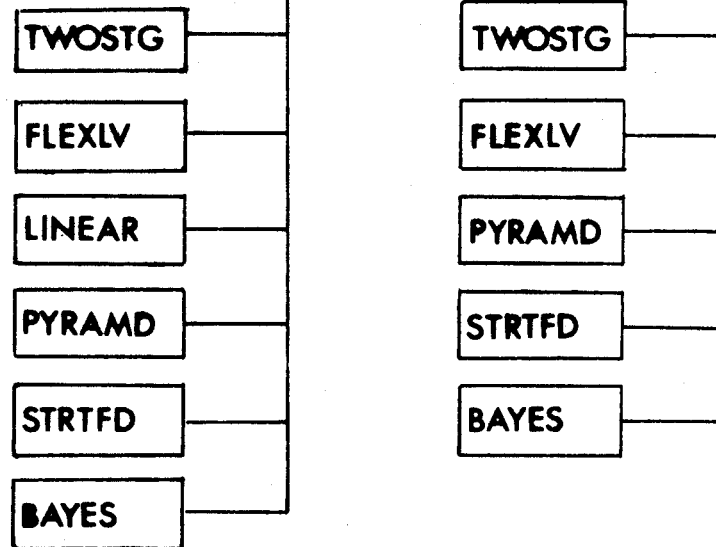 TWOSTG
FLEXLV
LINEAR
PYRAMD
STRTFD
BAYES
TWOSTG
FLEXLV
PYRAMD
STRTFD
BAYES